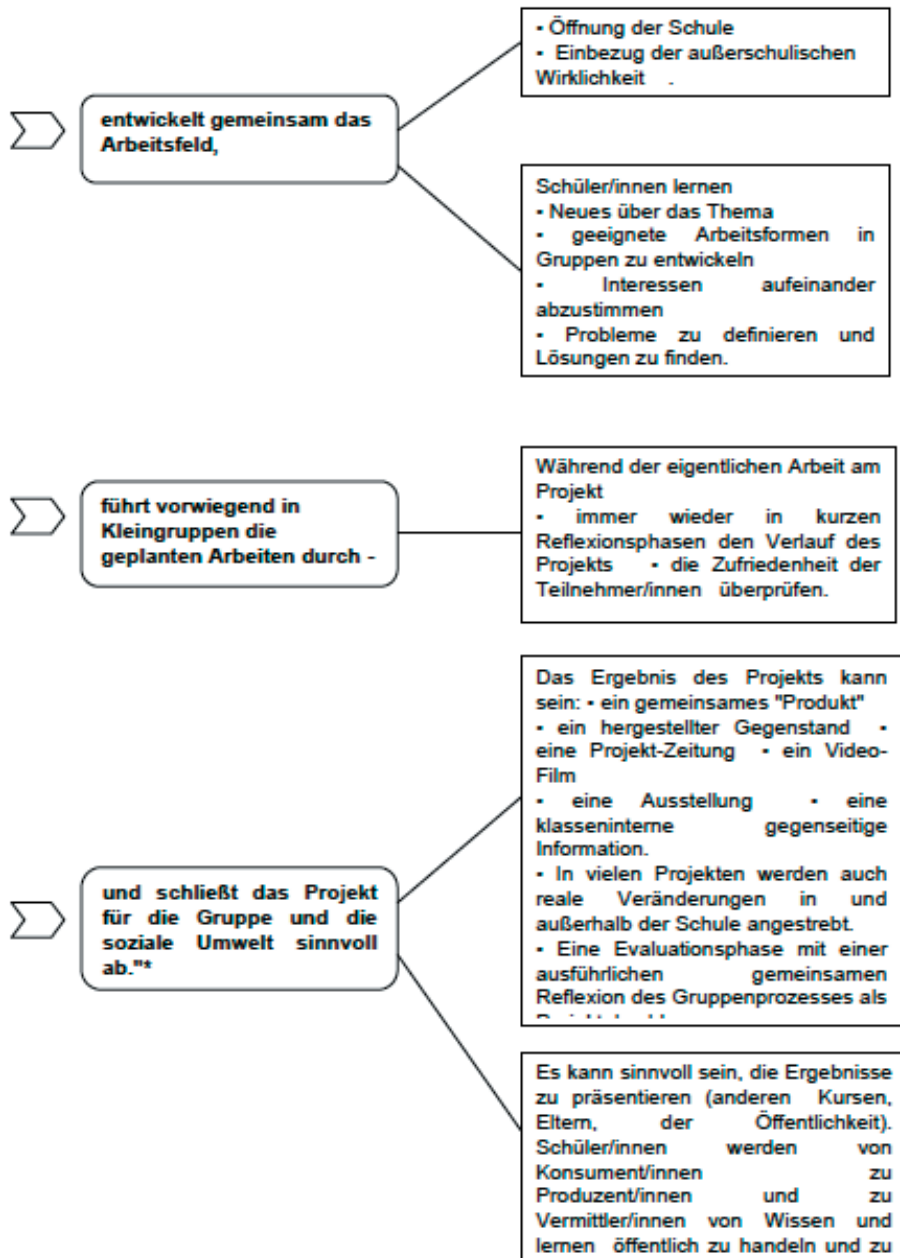 • Öffnung der Schule
• Einbezug der außerschulischen
Wirklichkeit .
entwickelt gemeinsam das
Arbeitsfeld,
Schüler/innen lernen
• Neues über das Thema
• geeignete Arbeitsformen in
Gruppen zu entwickeln
• Interessen aufeinander
abzustimmen
• Probleme zu definieren und
Lösungen zu finden.
führt vorwiegend in
Kleingruppen die
geplanten Arbeiten durch -
Während der eigentlichen Arbeit am
Projekt
• immer wieder in kurzen
Reflexionsphasen den Verlauf des
Projekts • die Zufriedenheit der
Teilnehmer/innen überprüfen.
Das Ergebnis des Projekts kann
sein: • ein gemeinsames "Produkt"
• ein hergestellter Gegenstand •
eine Projekt-Zeitung • ein Video-
Film
• eine Ausstellung • eine
klasseninterne gegenseitige
Information.
• In vielen Projekten werden auch
reale Veränderungen in und
außerhalb der Schule angestrebt.
• Eine Evaluationsphase mit einer
ausführlichen gemeinsamen
Reflexion des Gruppenprozesses als
und schließt das Projekt
für die Gruppe und die
soziale Umwelt sinnvoll
ab."*
Es kann sinnvoll sein, die Ergebnisse
zu präsentieren (anderen Kursen,
Eltern, der Öffentlichkeit).
Schüler/innen werden von
Konsument/innen zu
Produzent/innen und zu
Vermittler/innen von Wissen und
lernen öffentlich zu handeln und zu